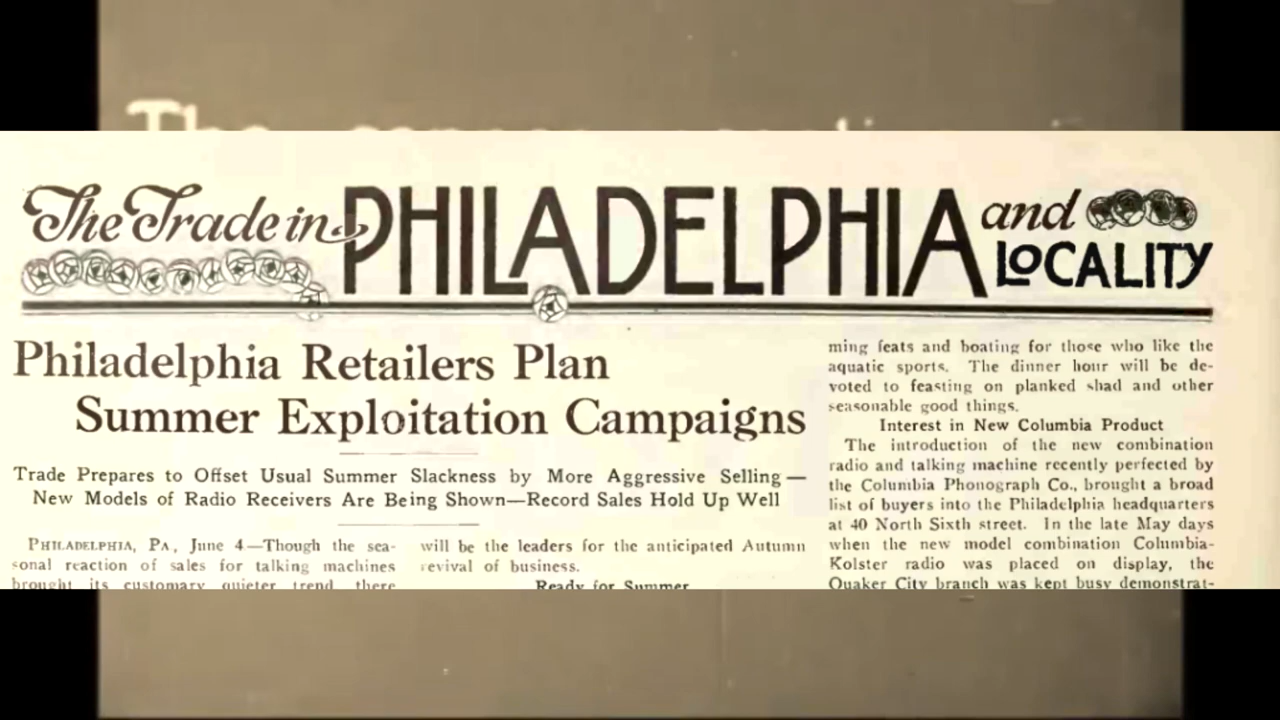 The
The Trade in PHILADELPHIA and LOCALITY
Philadelphia Retailers Plan
Summer Exploitation Campaigns
Trade Prepares to Offset Usual Summer Slackness by More Aggressive Selling—
New Models of Radio Receivers Are Being Shown—Record Sales Hold Up Well
PHILADELPHIA, PA., June 4—Though the sea-
sonal reaction of sales for talking machines
brought its customary quieter trend there
will be the leaders for the anticipated Autumn
revival of business.
Ready for Summer
ming feats and boating for those who like the
aquatic sports. The dinner hour will be de-
voted to feasting on planked shad and other
seasonable good things.
Interest in New Columbia Product
The introduction of the new combination
radio and talking machine recently perfected by
the Columbia Phonograph Co., brought a broad
list of buyers into the Philadelphia headquarters
at 40 North Sixth street. In the late May days
when the new model combination Columbia-
Kolster radio was placed on display, the
Quaker City branch was kept busy demonstrat-